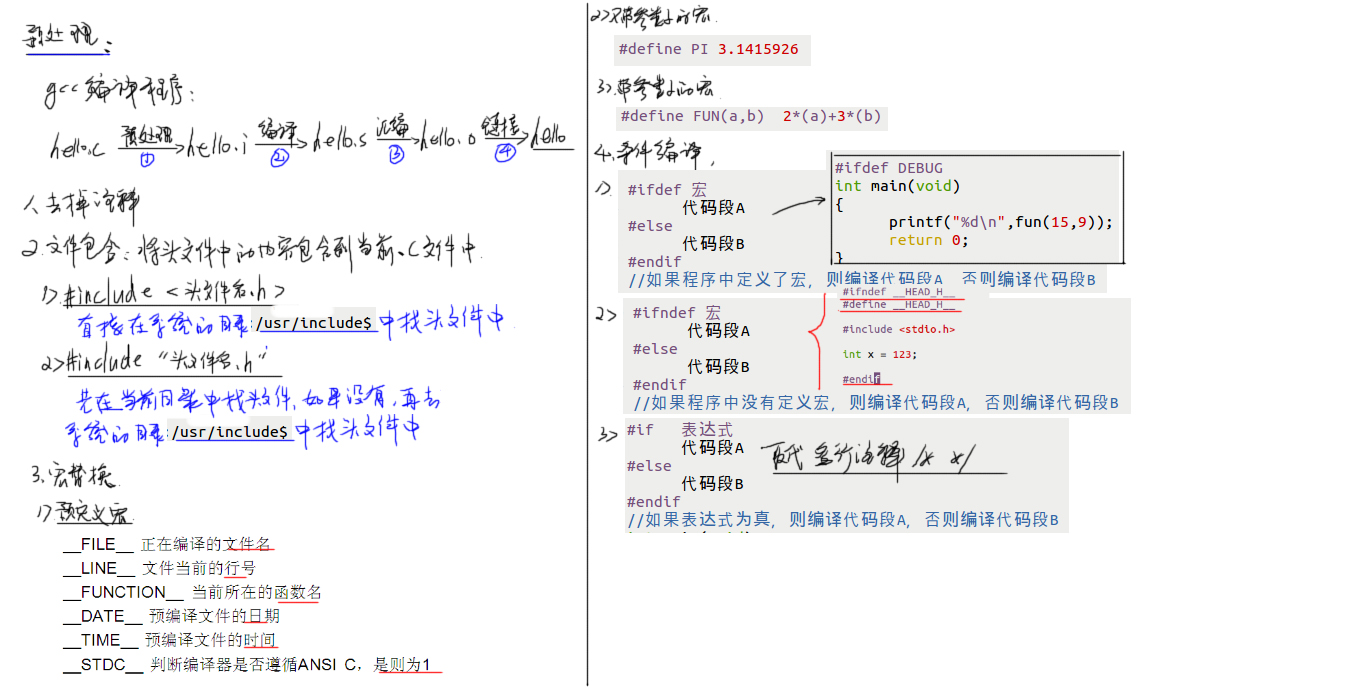 预处理:
gcc编译程序:
hello.c 预处理 ① hello.i 编译 ② hello.s 汇编 ③ hello.o 链接 ④ hello
1、去掉注释
2.文件包含:将头文件中的内容包含到当前.c文件中.
1>.#include <头文件名.h>
直接在系统的目录:/usr/include$ 中找头文件中
2>#include "头文件名.h"
先在当前目录中找头文件,如果没有,再去
系统的目录:/usr/include$ 中找头文件中
3.宏替换.
1>.预定义宏.
__FILE__ 正在编译的文件名
__LINE__ 文件当前的行号
__FUNCTION__ 当前所在的函数名
__DATE__ 预编译文件的日期
__TIME__ 预编译文件的时间
__STDC__ 判断编译器是否遵循ANSI C，是则为1
2>不带参数的宏.
#define PI 3.1415926
3>.带参数的宏
#define FUN(a,b) 2*(a)+3*(b)
4.条件编译,
1>.
#ifdef 宏
代码段A
#else
代码段B
#endif
//如果程序中定义了宏，则编译代码段A，否则编译代码段B
#ifdef DEBUG
int main(void)
{
printf("%d\n",fun(15,9));
return 0;
}
2>
#ifndef 宏
代码段A
#else
代码段B
#endif
//如果程序中没有定义宏，则编译代码段A，否则编译代码段B
#ifndef __HEAD_H__
#define __HEAD_H__
#include <stdio.h>
int x = 123;
#endif
3>
#if 表达式
代码段A
#else
代码段B
#endif
//如果表达式为真，则编译代码段A，否则编译代码段B
取代多行注释 /* */